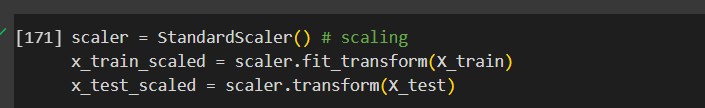 [171] scaler = StandardScaler() # scaling
x_train_scaled = scaler.fit_transform(X_train)
x_test_scaled = scaler.transform(X_test)